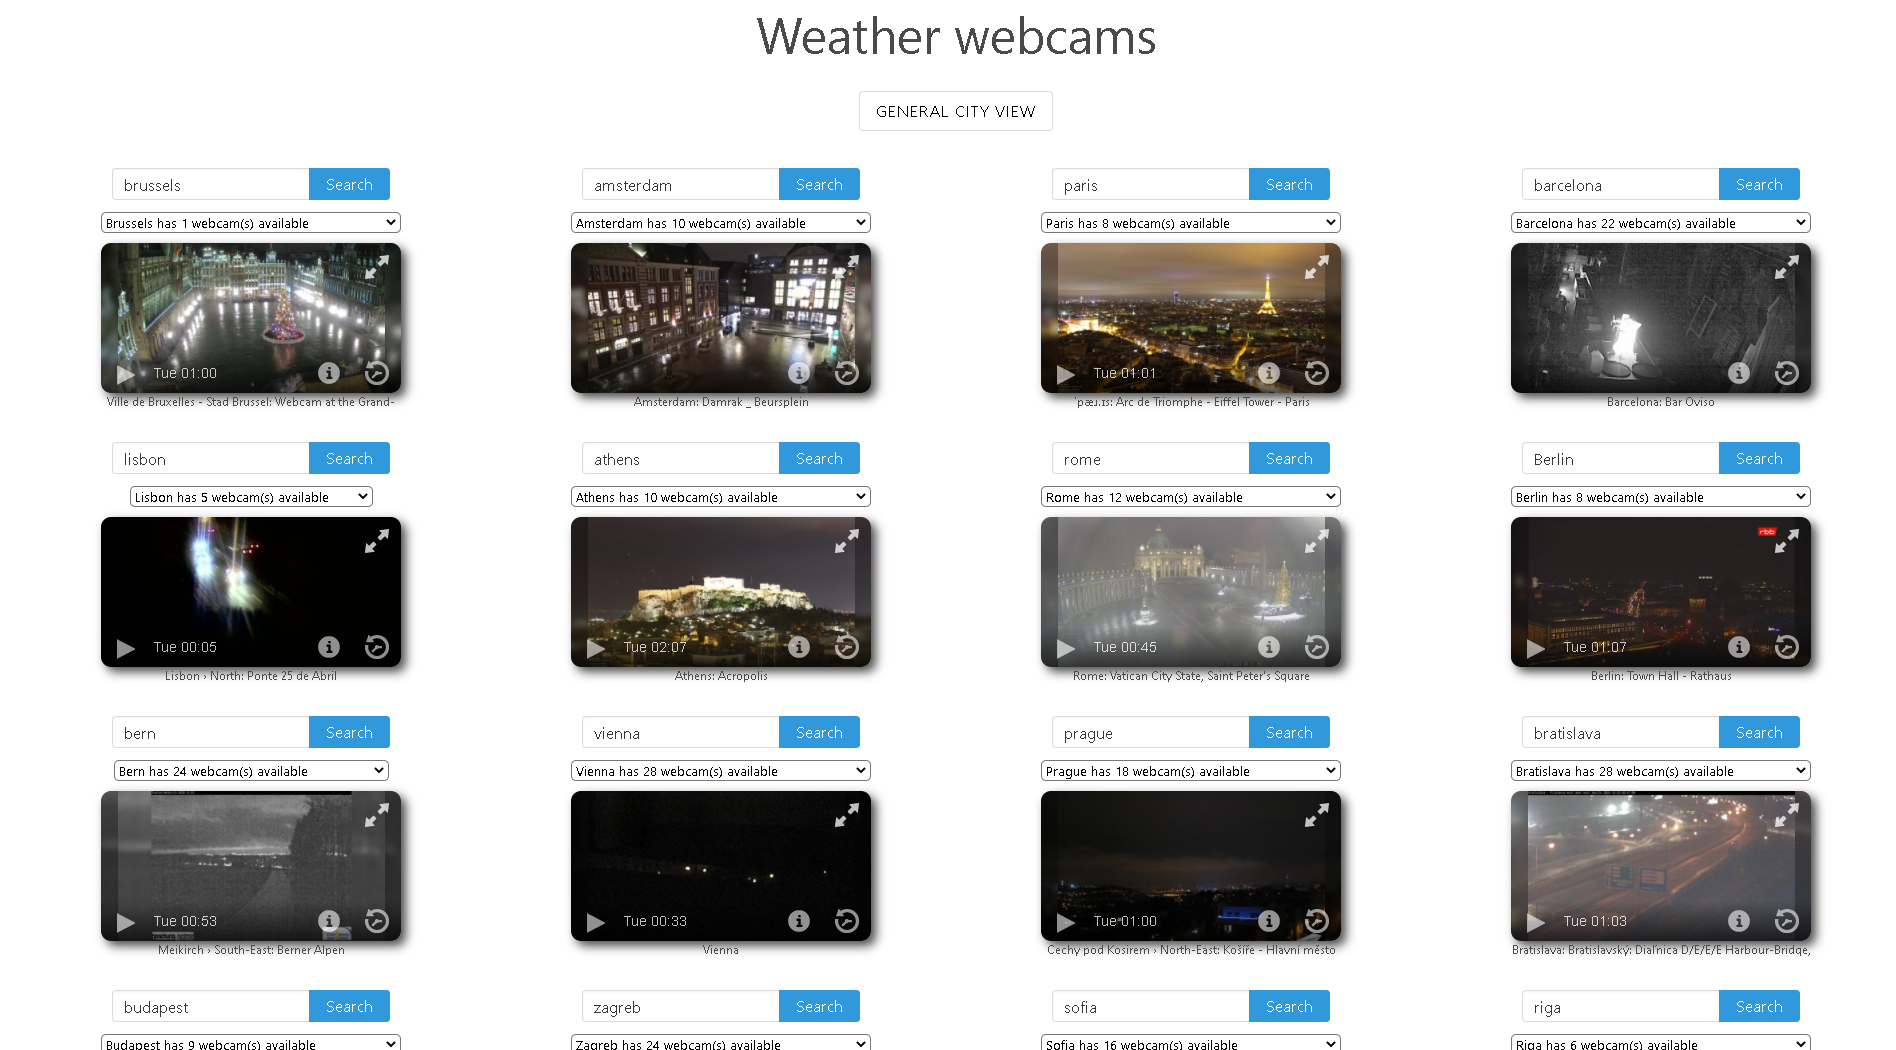 Weather webcams
GENERAL CITY VIEW
brussels Search
amsterdam Search
paris Search
barcelona Search
Brussels has 1 webcam(s) available
Amsterdam has 10 webcam(s) available
Paris has 8 webcam(s) available
Barcelona has 22 webcam(s) available
Tue 01:00
Tue 01:01
Ville de Bruxelles - Stad Brussel: Webcam at the Grand-
Amsterdam: Damrak _ Beursplein
ˈpæɹ.ɪs: Arc de Triomphe - Eiffel Tower - Paris
Barcelona: Bar Oviso
lisbon Search
athens Search
rome Search
Berlin Search
Lisbon has 5 webcam(s) available
Athens has 10 webcam(s) available
Rome has 12 webcam(s) available
Berlin has 8 webcam(s) available
rbb
Tue 00:05
Tue 02:07
Tue 00:45
Tue 01:07
Lisbon › North: Ponte 25 de Abril
Athens: Acropolis
Rome: Vatican City State, Saint Peter's Square
Berlin: Town Hall - Rathaus
bern Search
vienna Search
prague Search
bratislava Search
Bern has 24 webcam(s) available
Vienna has 28 webcam(s) available
Prague has 18 webcam(s) available
Bratislava has 28 webcam(s) available
Tue 00:53
Tue 00:33
Tue 01:00
Tue 01:03
Meikirch › South-East: Berner Alpen
Vienna
Cechy pod Kosirem › North-East: Košíře - Hlavní město
Bratislava: Bratislavský: Diaľnica D/E/E/E Harbour-Bridge,
budapest Search
zagreb Search
sofia Search
riga Search
Budapest has 9 webcam(s) available
Zagreb has 24 webcam(s) available
Sofia has 16 webcam(s) available
Riga has 6 webcam(s) available